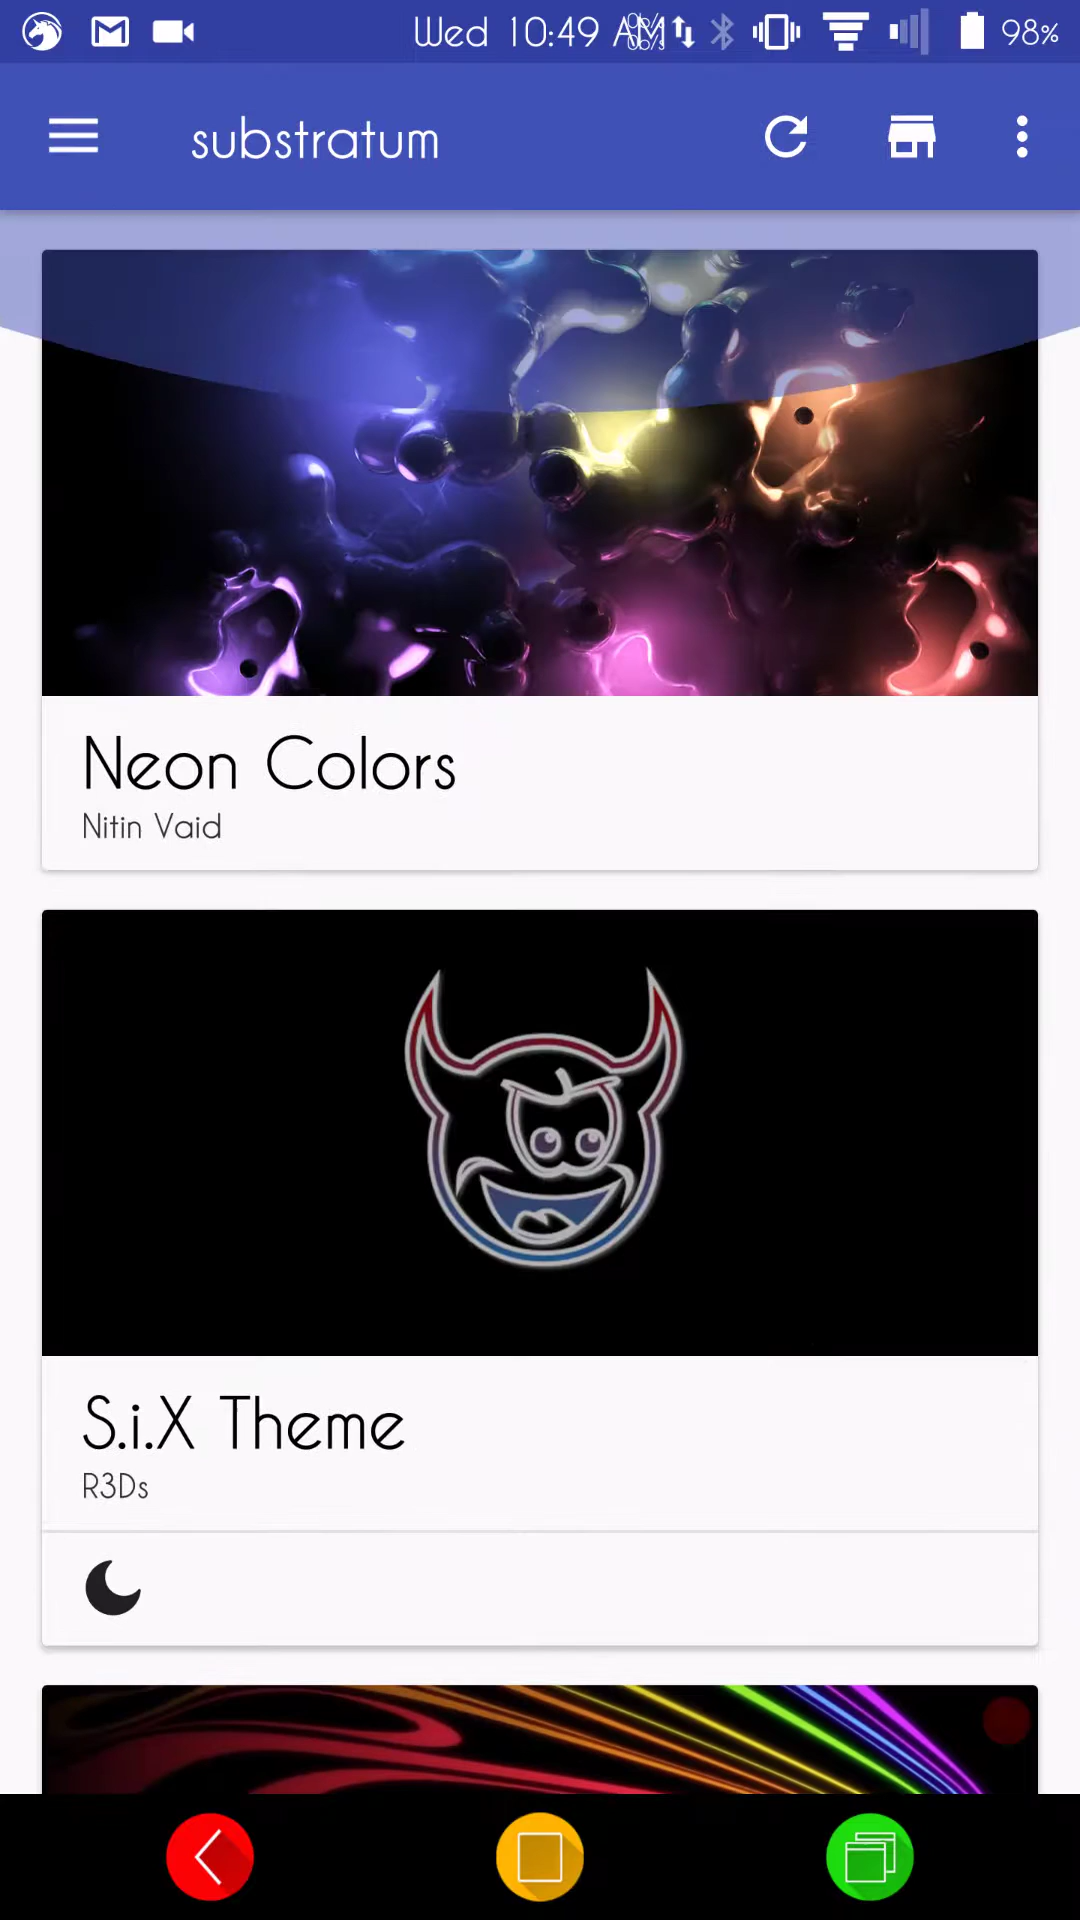 Wed 10:49 AM 98%
substratum
Neon Colors
Nitin Vaid
S.i.X Theme
R3Ds